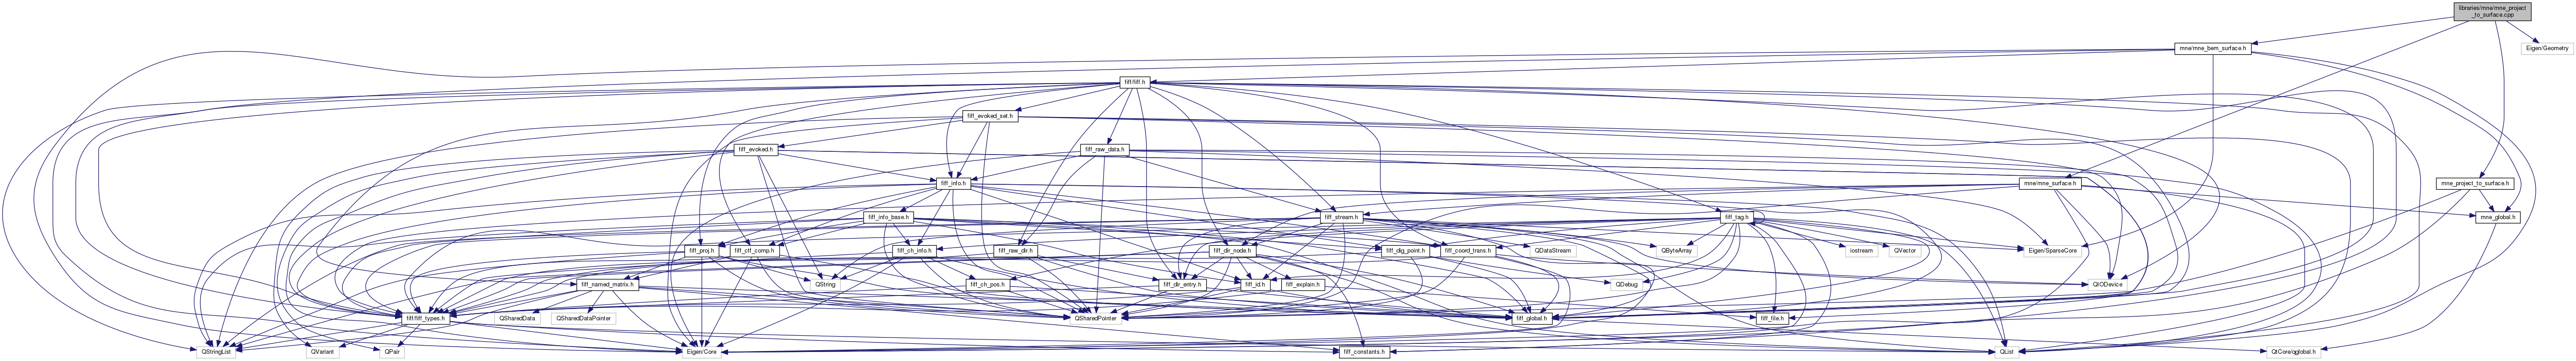 libraries/mne/mne_project
_to_surface.cpp
mne/mne_bem_surface.h
Eigen/Geometry
fiff/fiff.h
fiff_evoked_set.h
fiff_evoked.h
fiff_raw_data.h
fiff_info.h
mne/mne_surface.h
mne_project_to_surface.h
fiff_info_base.h
fiff_stream.h
fiff_tag.h
mne_global.h
fiff_proj.h
fiff_ctf_comp.h
fiff_ch_info.h
fiff_raw_dir.h
fiff_dir_node.h
fiff_dig_point.h
fiff_coord_trans.h
QDataStream
QByteArray
iostream
QVector
Eigen/SparseCore
fiff_named_matrix.h
QString
fiff_ch_pos.h
fiff_dir_entry.h
fiff_id.h
fiff_explain.h
QDebug
QIODevice
fiff/fiff_types.h
QSharedData
QSharedDataPointer
QSharedPointer
fiff_global.h
fiff_file.h
QStringList
QVariant
QPair
Eigen/Core
fiff_constants.h
QList
QtCore/qglobal.h